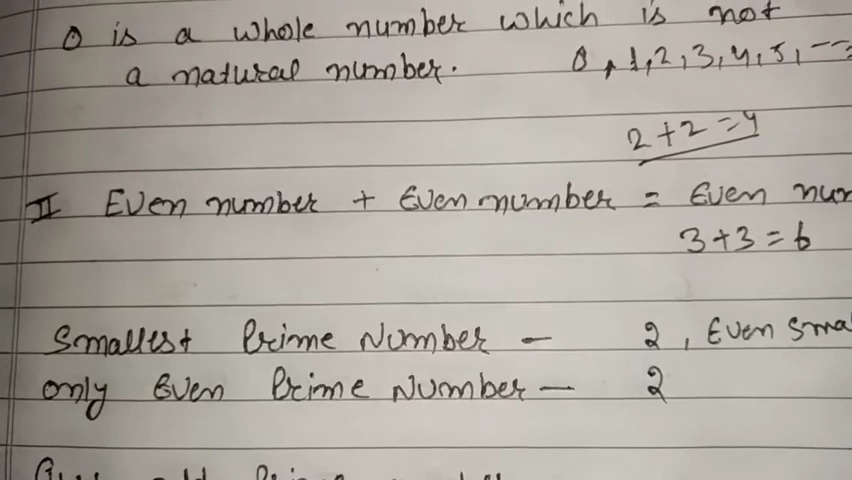 0 is a whole number which is not
a natural number. 0, 1, 2, 3, 4, 5, --
2+2=4
II Even number + Even number = Even num
3+3=6
Smallest Prime Number - 2, Even Sma
only Even Prime Number - 2